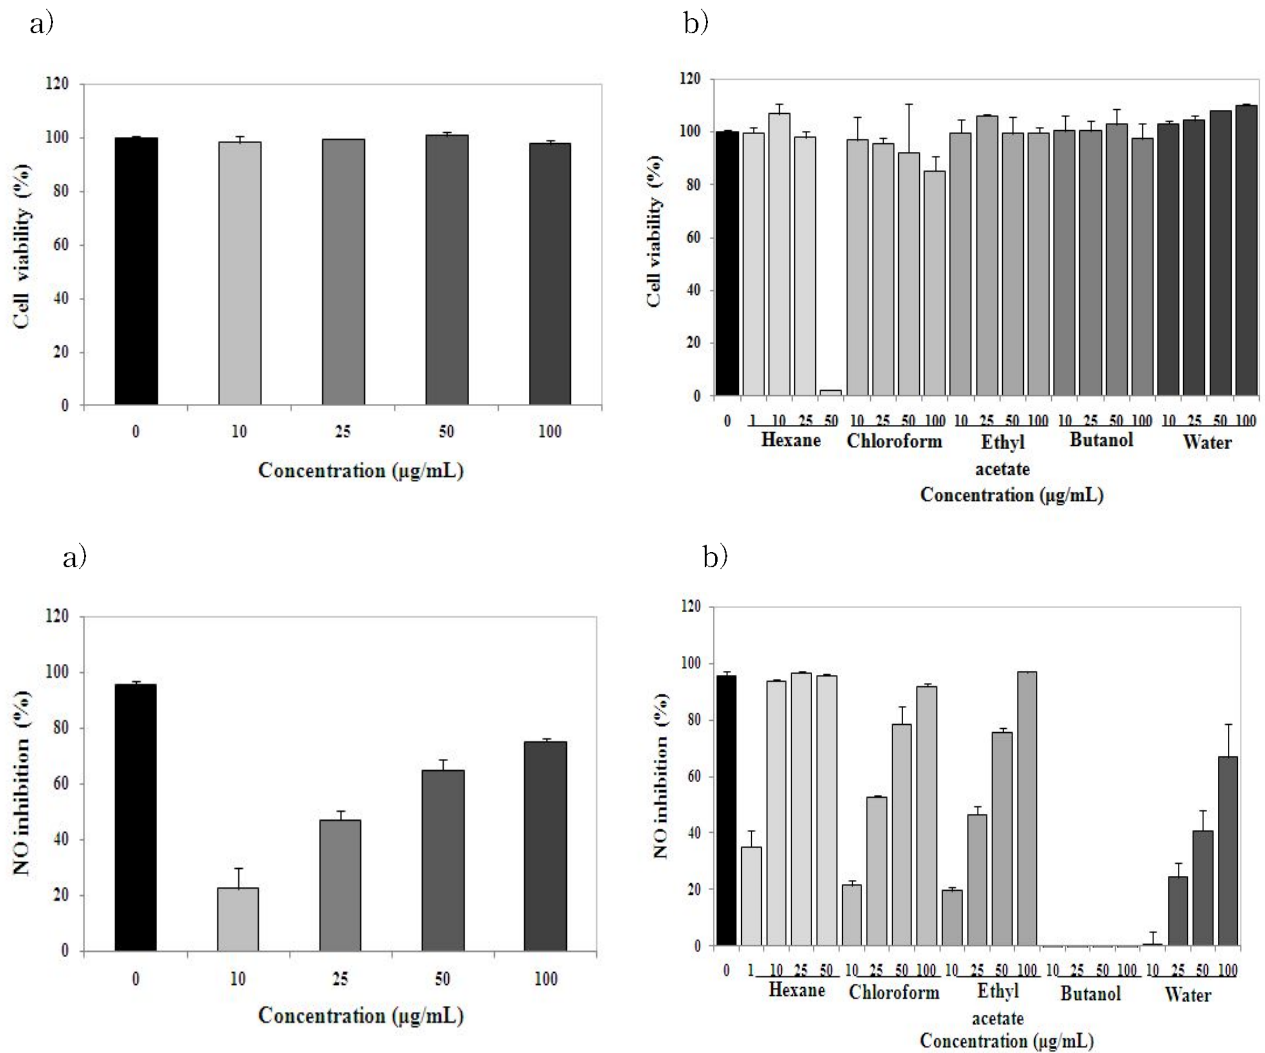 a)
120
100
80
60
40
20
0
Cell viability (%)
0 10 25 50 100
Concentration (µg/mL)
b)
120
100
80
60
40
20
0
Cell viability (%)
0 1 10 25 50 10 25 50 100 10 25 50 100 10 25 50 100 10 25 50 100
Hexane Chloroform Ethyl Butanol Water
acetate
Concentration (µg/mL)
a)
120
100
80
60
40
20
0
NO inhibition (%)
0 10 25 50 100
Concentration (µg/mL)
b)
120
100
80
60
40
20
0
NO inhibition (%)
0 1 10 25 50 10 25 50 100 10 25 50 100 10 25 50 100 10 25 50 100
Hexane Chloroform Ethyl Butanol Water
acetate
Concentration (µg/mL)